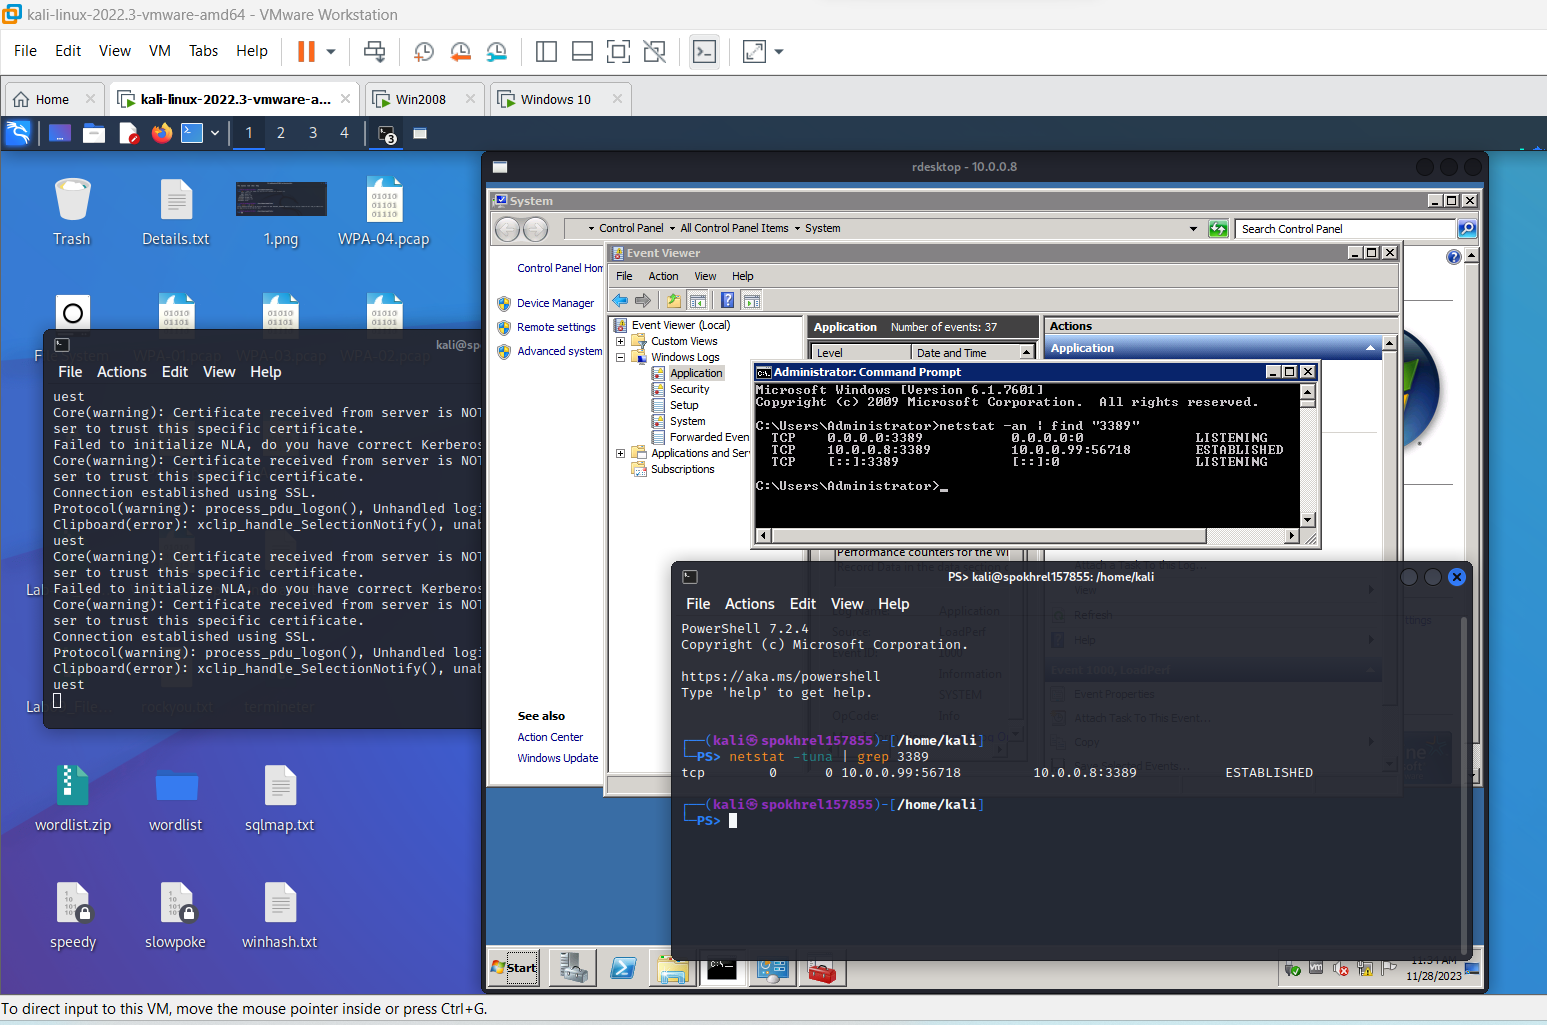 kali-linux-2022.3-vmware-amd64 - VMware Workstation
File Edit View VM Tabs Help
Home kali-linux-2022.3-vmware-a... Win2008 Windows 10
1 2 3 4 3
rdesktop - 10.0.0.8
Trash Details.txt 1.png WPA-04.pcap
System
Control Panel All Control Panel Items System Search Control Panel
Control Panel Hom
Device Manager
Remote settings
Advanced system
See also
Action Center
Windows Update
Event Viewer
File Action View Help
Event Viewer (Local)
Custom Views
Windows Logs
Application
Security
Setup
System
Forwarded Even
Applications and Ser
Subscriptions
Application Number of events: 37
Level Date and Time
Actions
Application
Performance counters for the WI
Administrator: Command Prompt
Microsoft Windows [Version 6.1.7601]
Copyright (c) 2009 Microsoft Corporation.  All rights reserved.
C:\Users\Administrator>netstat -an | find "3389"
TCP 0.0.0.0:3389 0.0.0.0:0 LISTENING
TCP 10.0.0.8:3389 10.0.0.99:56718 ESTABLISHED
TCP [::]:3389 [::]:0 LISTENING
C:\Users\Administrator>_
kali@sp
File Actions Edit View Help
uest
Core(warning): Certificate received from server is NOT
ser to trust this specific certificate.
Failed to initialize NLA, do you have correct Kerberos
Core(warning): Certificate received from server is NOT
ser to trust this specific certificate.
Connection established using SSL.
Protocol(warning): process_pdu_logon(), Unhandled logi
Clipboard(error): xclip_handle_SelectionNotify(), unab
uest
Core(warning): Certificate received from server is NOT
ser to trust this specific certificate.
Failed to initialize NLA, do you have correct Kerberos
Core(warning): Certificate received from server is NOT
ser to trust this specific certificate.
Connection established using SSL.
Protocol(warning): process_pdu_logon(), Unhandled logi
Clipboard(error): xclip_handle_SelectionNotify(), unab
uest
PS> kali@spokhrel157855: /home/kali
File Actions Edit View Help
PowerShell 7.2.4
Copyright (c) Microsoft Corporation.
https://aka.ms/powershell
Type 'help' to get help.
┌──(kali㉿spokhrel157855)-[/home/kali]
└─PS> netstat -tuna | grep 3389
tcp 0 0 10.0.0.99:56718 10.0.0.8:3389 ESTABLISHED
┌──(kali㉿spokhrel157855)-[/home/kali]
└─PS>
wordlist.zip wordlist sqlmap.txt
speedy slowpoke winhash.txt
Start
11/28/2023
To direct input to this VM, move the mouse pointer inside or press Ctrl+G.